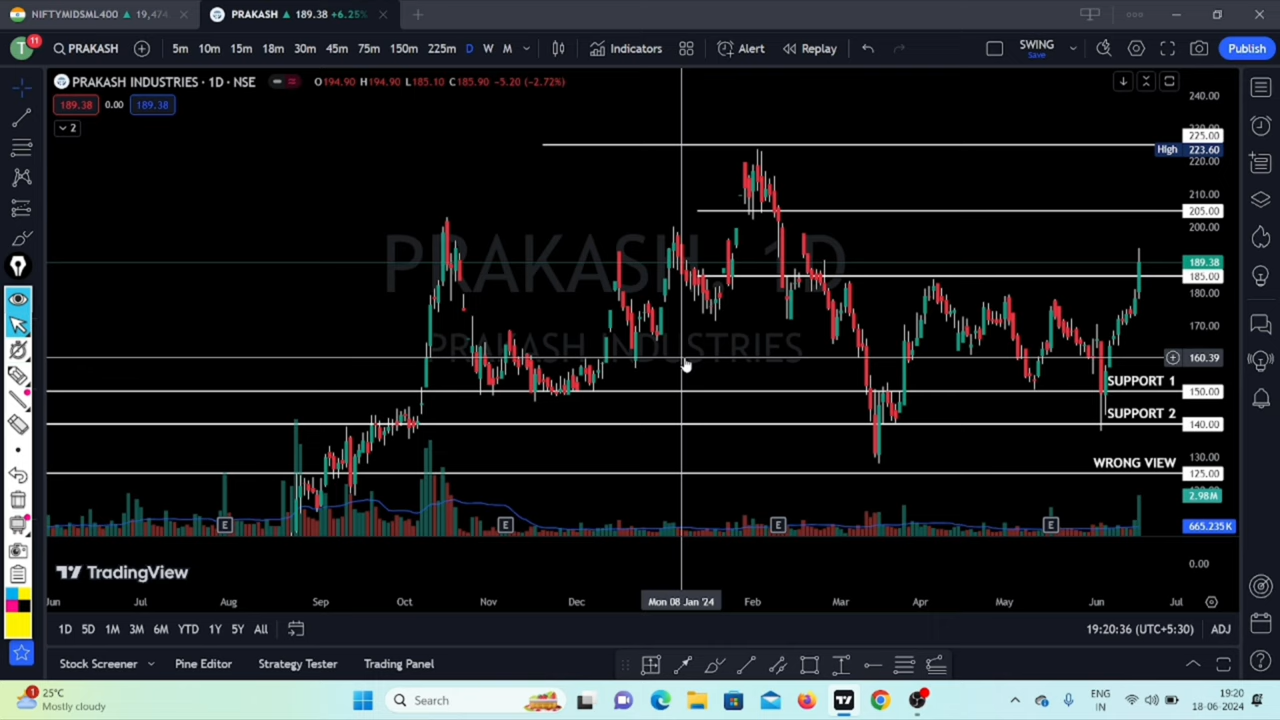 NIFTYMIDSML400 ▲ 19,474
PRAKASH ▲ 189.38 +6.25%
T 11
PRAKASH
5m 10m 15m 18m 30m 45m 75m 150m 225m D W M
Indicators
Alert
Replay
SWING
Save
Publish
PRAKASH INDUSTRIES · 1D · NSE
O194.90 H194.90 L185.10 C185.90 -5.20 (-2.72%)
189.38 0.00 189.38
2
PRAKASH, 1D
PRAKASH INDUSTRIES
240.00
225.00
High 223.60
220.00
210.00
205.00
200.00
189.38
185.00
180.00
170.00
160.39
SUPPORT 1
150.00
SUPPORT 2
140.00
130.00
WRONG VIEW
125.00
2.98M
665.235K
0.00
E E E E
TradingView
Jun Jul Aug Sep Oct Nov Dec Mon 08 Jan '24 Feb Mar Apr May Jun Jul
1D 5D 1M 3M 6M YTD 1Y 5Y All
19:20:36 (UTC+5:30) ADJ
Stock Screener Pine Editor Strategy Tester Trading Panel
1
25°C
Mostly cloudy
Search
ENG
IN
19:20
18-06-2024